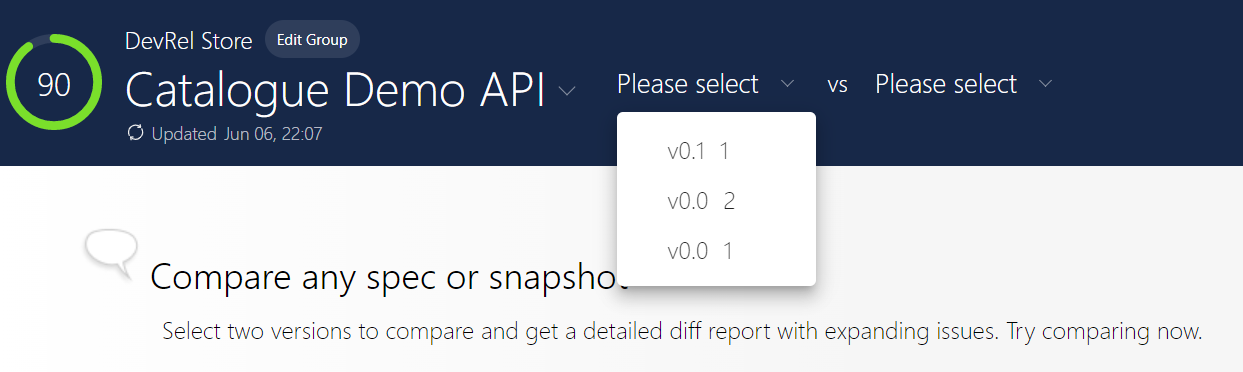 90
DevRel Store Edit Group
Catalogue Demo API
Updated Jun 06, 22:07
Please select vs Please select
v0.1 1
v0.0 2
v0.0 1
Compare any spec or snapshot
Select two versions to compare and get a detailed diff report with expanding issues. Try comparing now.